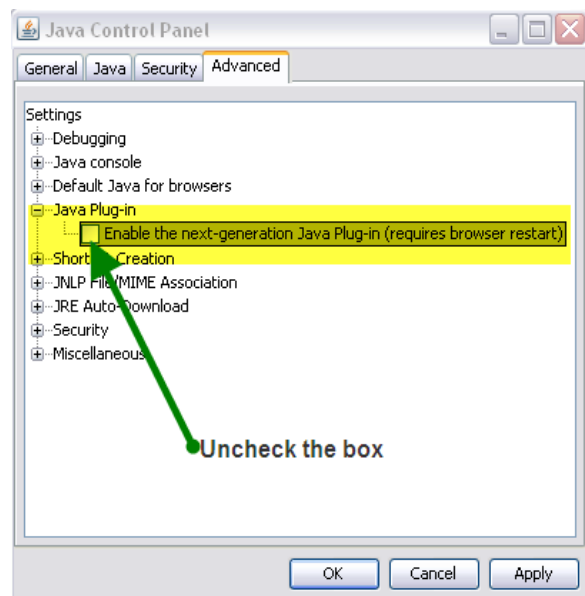 Java Control Panel
General Java Security Advanced
Settings
Debugging
Java console
Default Java for browsers
Java Plug-in
Enable the next-generation Java Plug-in (requires browser restart)
Shortcut Creation
JNLP File/MIME Association
JRE Auto-Download
Security
Miscellaneous
Uncheck the box
OK Cancel Apply